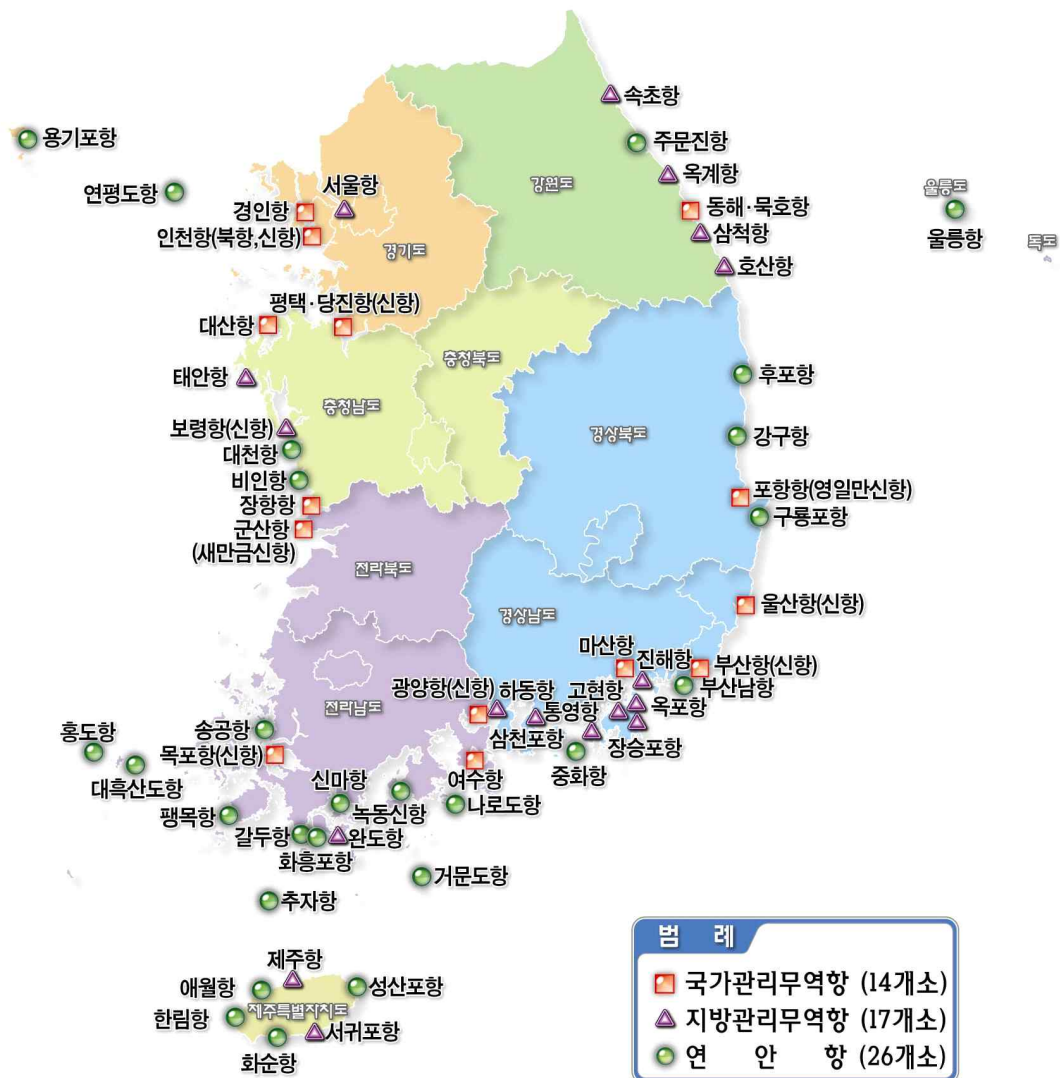 속초항
용기포항
주문진항
연평도항
서울항
강원도
옥계항
울릉도
경인항
동해·묵호항
인천항(북항,신항)
삼척항
울릉항
독도
경기도
호산항
평택·당진항(신항)
대산항
충청북도
태안항
후포항
충청남도
보령항(신항)
경상북도
강구항
대천항
비인항
장항항
포항항(영일만신항)
군산항
(새만금신항)
구룡포항
전라북도
울산항(신항)
경상남도
마산항
진해항
부산항(신항)
부산남항
광양항(신항)
하동항
고현항
옥포항
전라남도
통영항
송공항
삼천포항
장승포항
홍도항
목포항(신항)
여수항
중화항
대흑산도항
신마항
팽목항
녹동신항
나로도항
갈두항
완도항
화흥포항
거문도항
추자항
제주항
애월항
성산포항
한림항
제주특별자치도
서귀포항
화순항
범 례
국가관리무역항 (14개소)
지방관리무역항 (17개소)
연 안 항 (26개소)